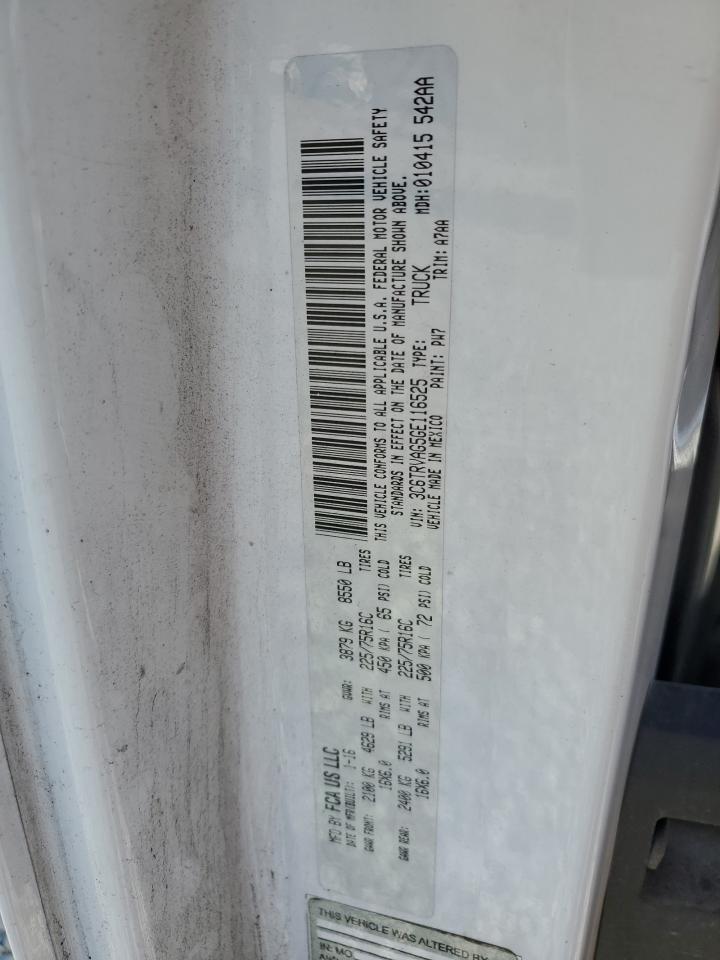 MFD BY FCA US LLC
DATE OF MFR(BUILT): 1-16 GVWR: 3879 KG 8550 LB
GAWR FRONT: 2100 KG 4629 LB WITH 225/75R16C TIRES
16X6.0 RIMS AT 450 KPA ( 65 PSI) COLD
GAWR REAR: 2400 KG 5291 LB WITH 225/75R16C TIRES
16X6.0 RIMS AT 500 KPA ( 72 PSI) COLD
THIS VEHICLE CONFORMS TO ALL APPLICABLE U.S.A. FEDERAL MOTOR VEHICLE SAFETY
STANDARDS IN EFFECT ON THE DATE OF MANUFACTURE SHOWN ABOVE.
VIN: 3C6TRVAG5GE116525 TYPE: TRUCK MDH:010415 542AA
VEHICLE MADE IN MEXICO PAINT: PW7 TRIM: A7AA
THIS VEHICLE WAS ALTERED BY
IN: MO